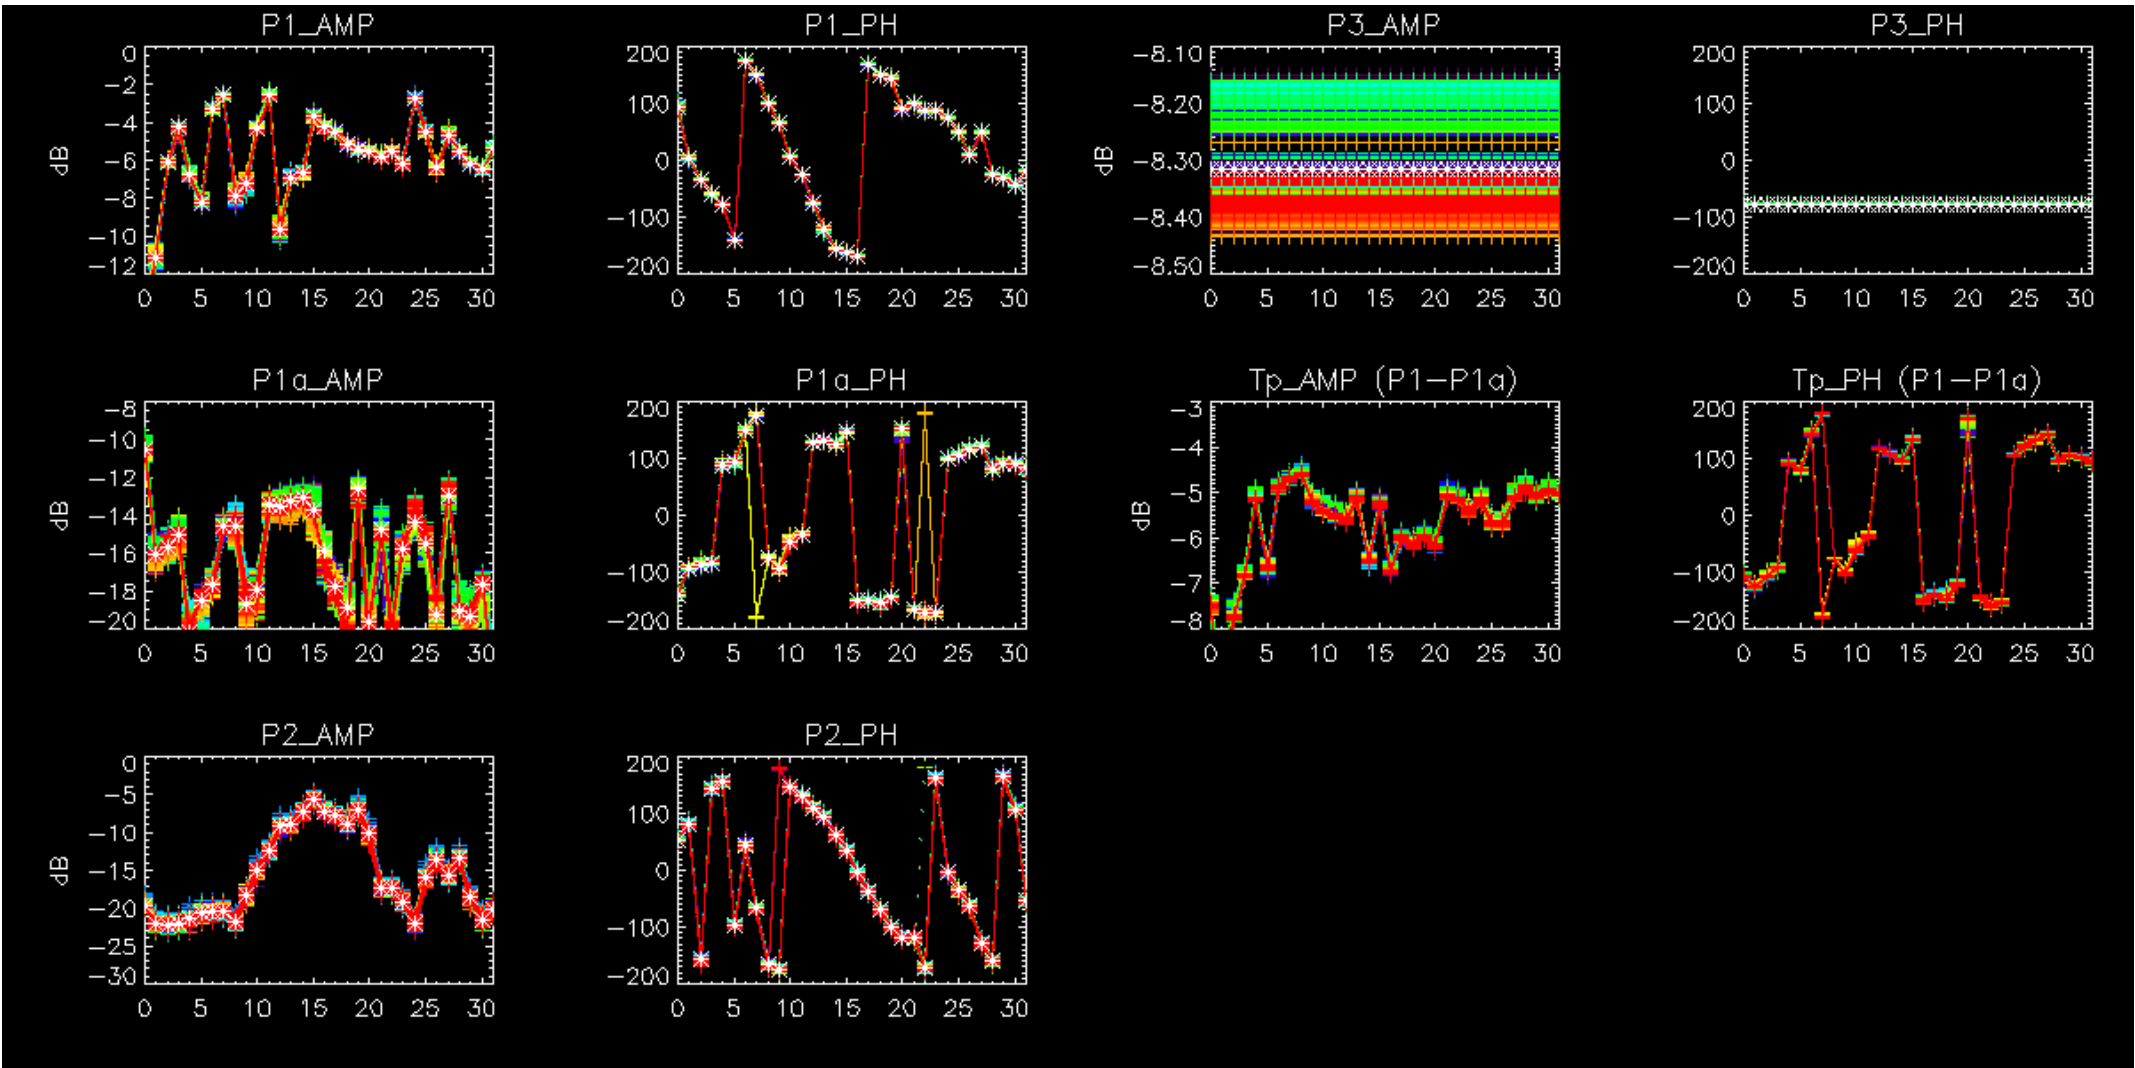 P1_AMP
dB
0
-2
-4
-6
-8
-10
-12
0 5 10 15 20 25 30
P1_PH
200
100
0
-100
-200
0 5 10 15 20 25 30
P3_AMP
dB
-8.10
-8.20
-8.30
-8.40
-8.50
0 5 10 15 20 25 30
P3_PH
200
100
0
-100
-200
0 5 10 15 20 25 30
P1a_AMP
dB
-8
-10
-12
-14
-16
-18
-20
0 5 10 15 20 25 30
P1a_PH
200
100
0
-100
-200
0 5 10 15 20 25 30
Tp_AMP (P1-P1a)
dB
-3
-4
-5
-6
-7
-8
0 5 10 15 20 25 30
Tp_PH (P1-P1a)
200
100
0
-100
-200
0 5 10 15 20 25 30
P2_AMP
dB
0
-5
-10
-15
-20
-25
-30
0 5 10 15 20 25 30
P2_PH
200
100
0
-100
-200
0 5 10 15 20 25 30